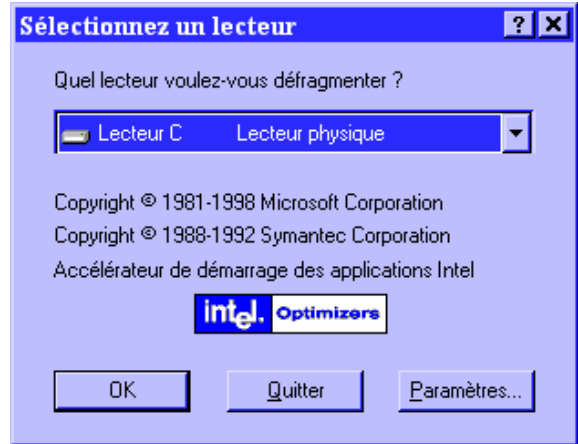 Sélectionnez un lecteur
Quel lecteur voulez-vous défragmenter ?
Lecteur C Lecteur physique
Copyright © 1981-1998 Microsoft Corporation
Copyright © 1988-1992 Symantec Corporation
Accélérateur de démarrage des applications Intel
intel. Optimizers
OK Quitter Paramètres...